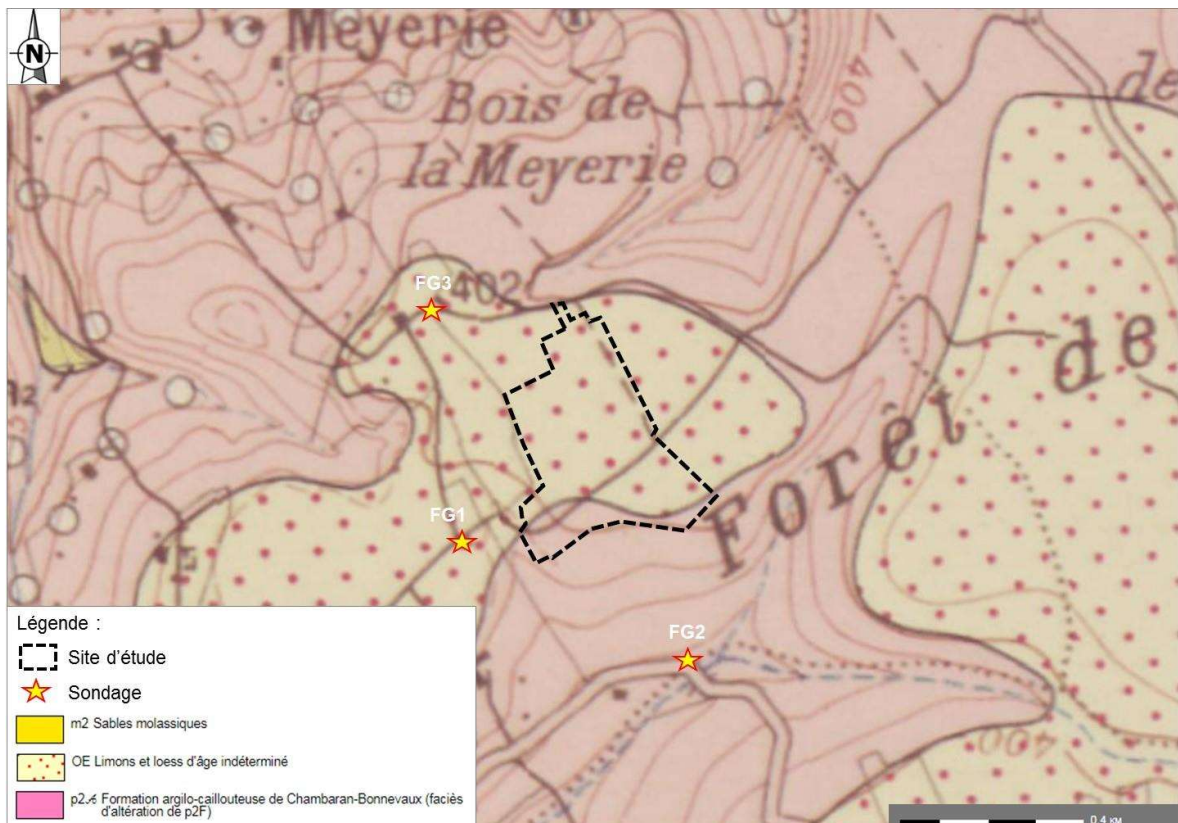 N
Meyerie
Bois de
la Meyerie
400
de
FG3
402
de
Forêt
FG1
FG2
400
Légende :
Site d'étude
Sondage
m2 Sables molassiques
OE Limons et loess d'âge indéterminé
Formation argilo-caillouteuse de Chambaran-Bonnevaux (faciès
d'altération de p2F)
0.4 KM